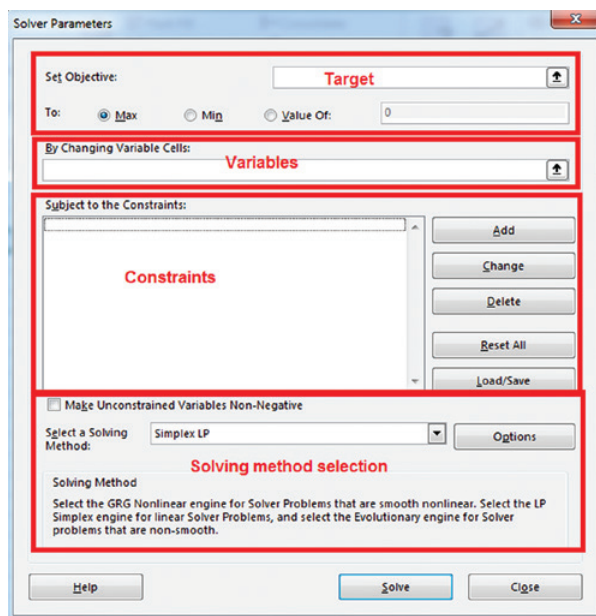 Solver Parameters
x
Set Objective:
Target
To:
Max
Min
Value Of:
0
By Changing Variable Cells:
Variables
Subject to the Constraints:
Constraints
Add
Change
Delete
Reset All
Load/Save
Make Unconstrained Variables Non-Negative
Select a Solving
Method:
Simplex LP
Options
Solving method selection
Solving Method
Select the GRG Nonlinear engine for Solver Problems that are smooth nonlinear. Select the LP
Simplex engine for linear Solver Problems, and select the Evolutionary engine for Solver
problems that are non-smooth.
Help
Solve
Close